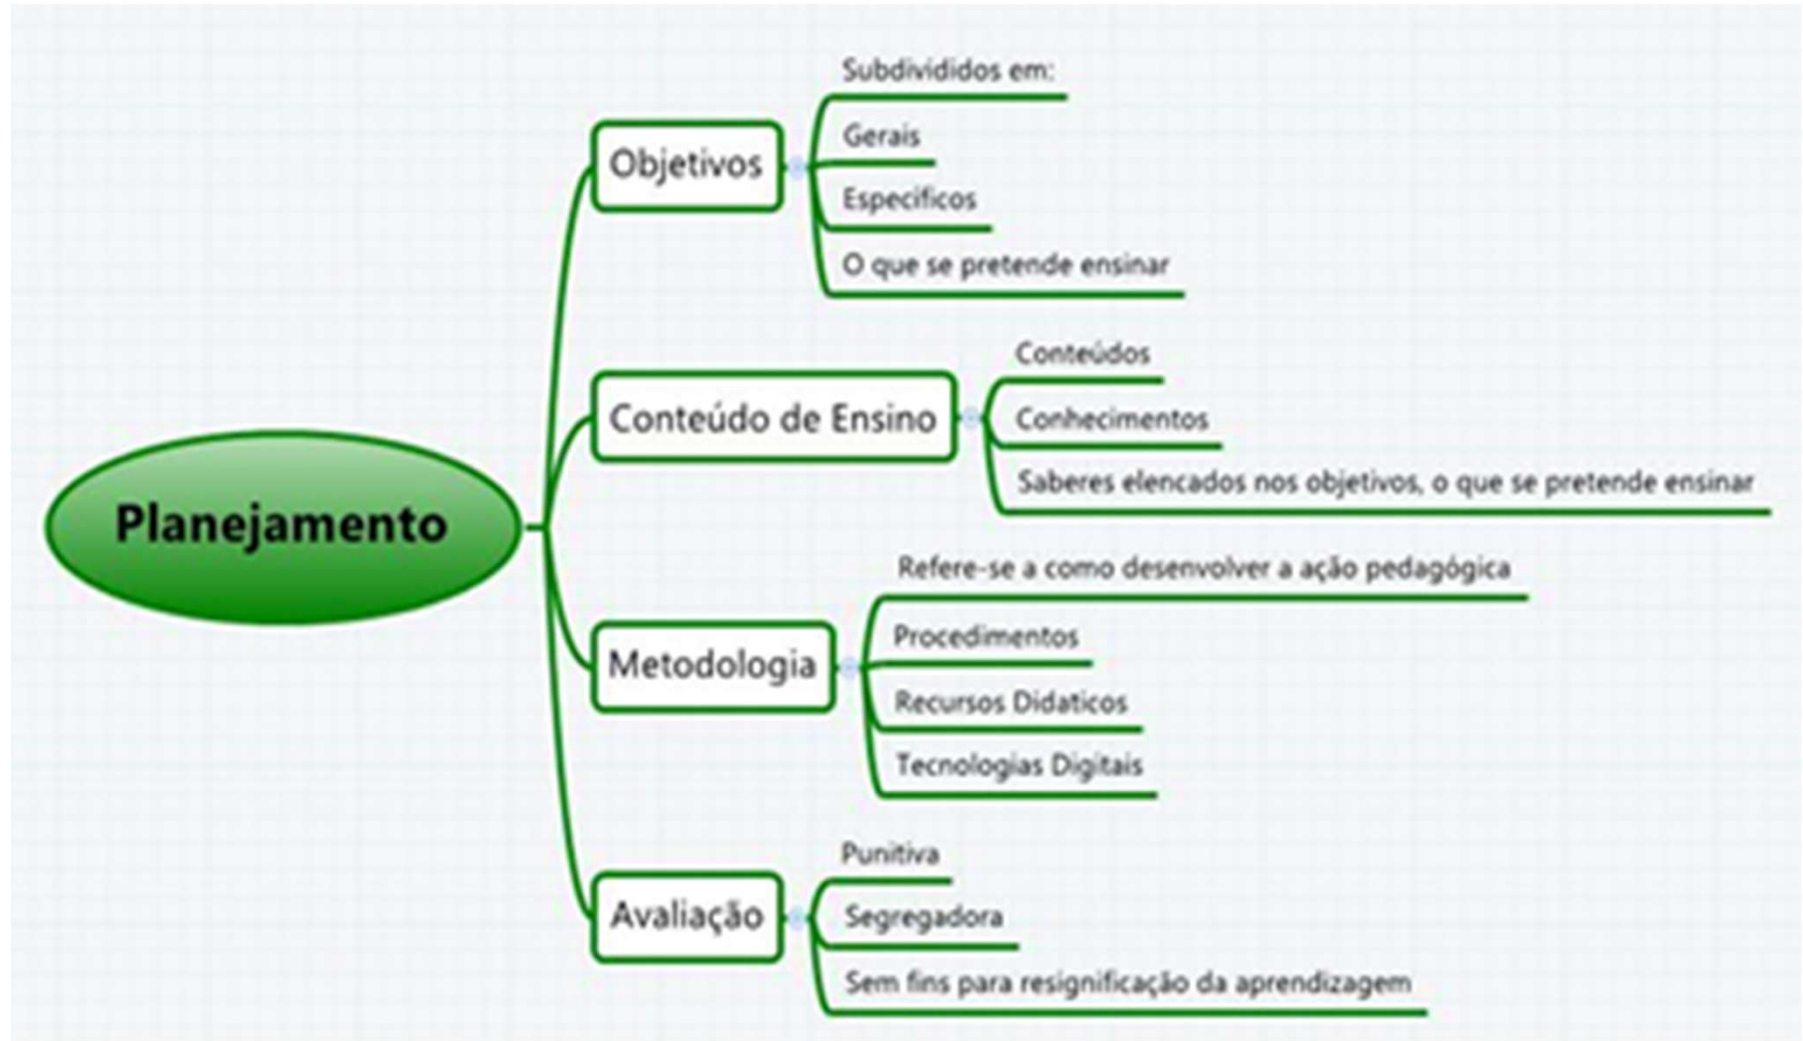 Planejamento
Objetivos
Subdivididos em:
Gerais
Específicos
O que se pretende ensinar
Conteúdo de Ensino
Conteúdos
Conhecimentos
Saberes elencados nos objetivos, o que se pretende ensinar
Metodologia
Refere-se a como desenvolver a ação pedagógica
Procedimentos
Recursos Didaticos
Tecnologias Digitais
Avaliação
Punitiva
Segregadora
Sem fins para resignificação da aprendizagem